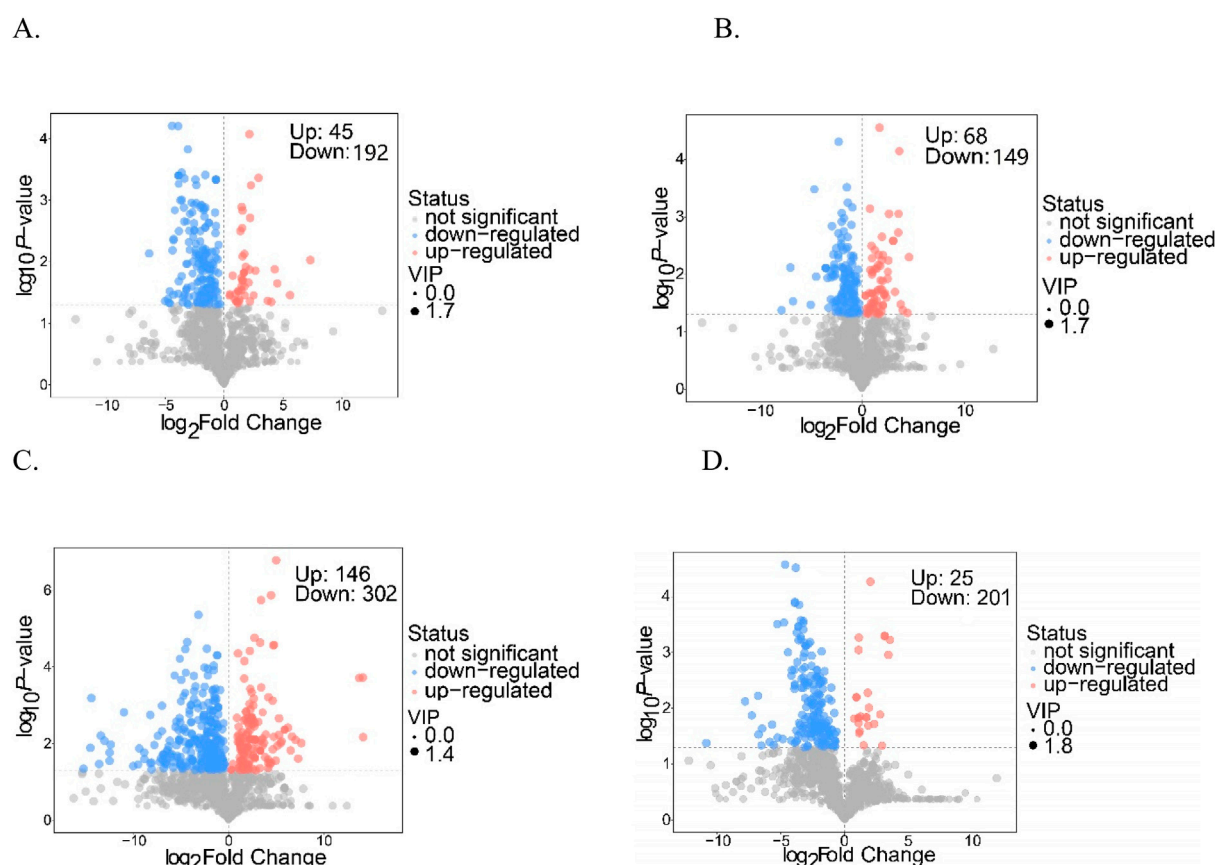 A.
B.
Up: 45
Down: 192
4
3
2
1
0
log10P-value
−10
−5
0
5
10
log2Fold Change
Status
not significant
down−regulated
up−regulated
VIP
0.0
1.7
Up: 68
Down: 149
4
3
2
1
0
log10P-value
−10
0
10
log2Fold Change
Status
not significant
down−regulated
up−regulated
VIP
0.0
1.7
C.
D.
Up: 146
Down: 302
6
4
2
0
log10P-value
−10
0
10
log2Fold Change
Status
not significant
down−regulated
up−regulated
VIP
0.0
1.4
Up: 25
Down: 201
4
3
2
1
0
log10P-value
−10
−5
0
5
10
log2Fold Change
Status
not significant
down−regulated
up−regulated
VIP
0.0
1.8